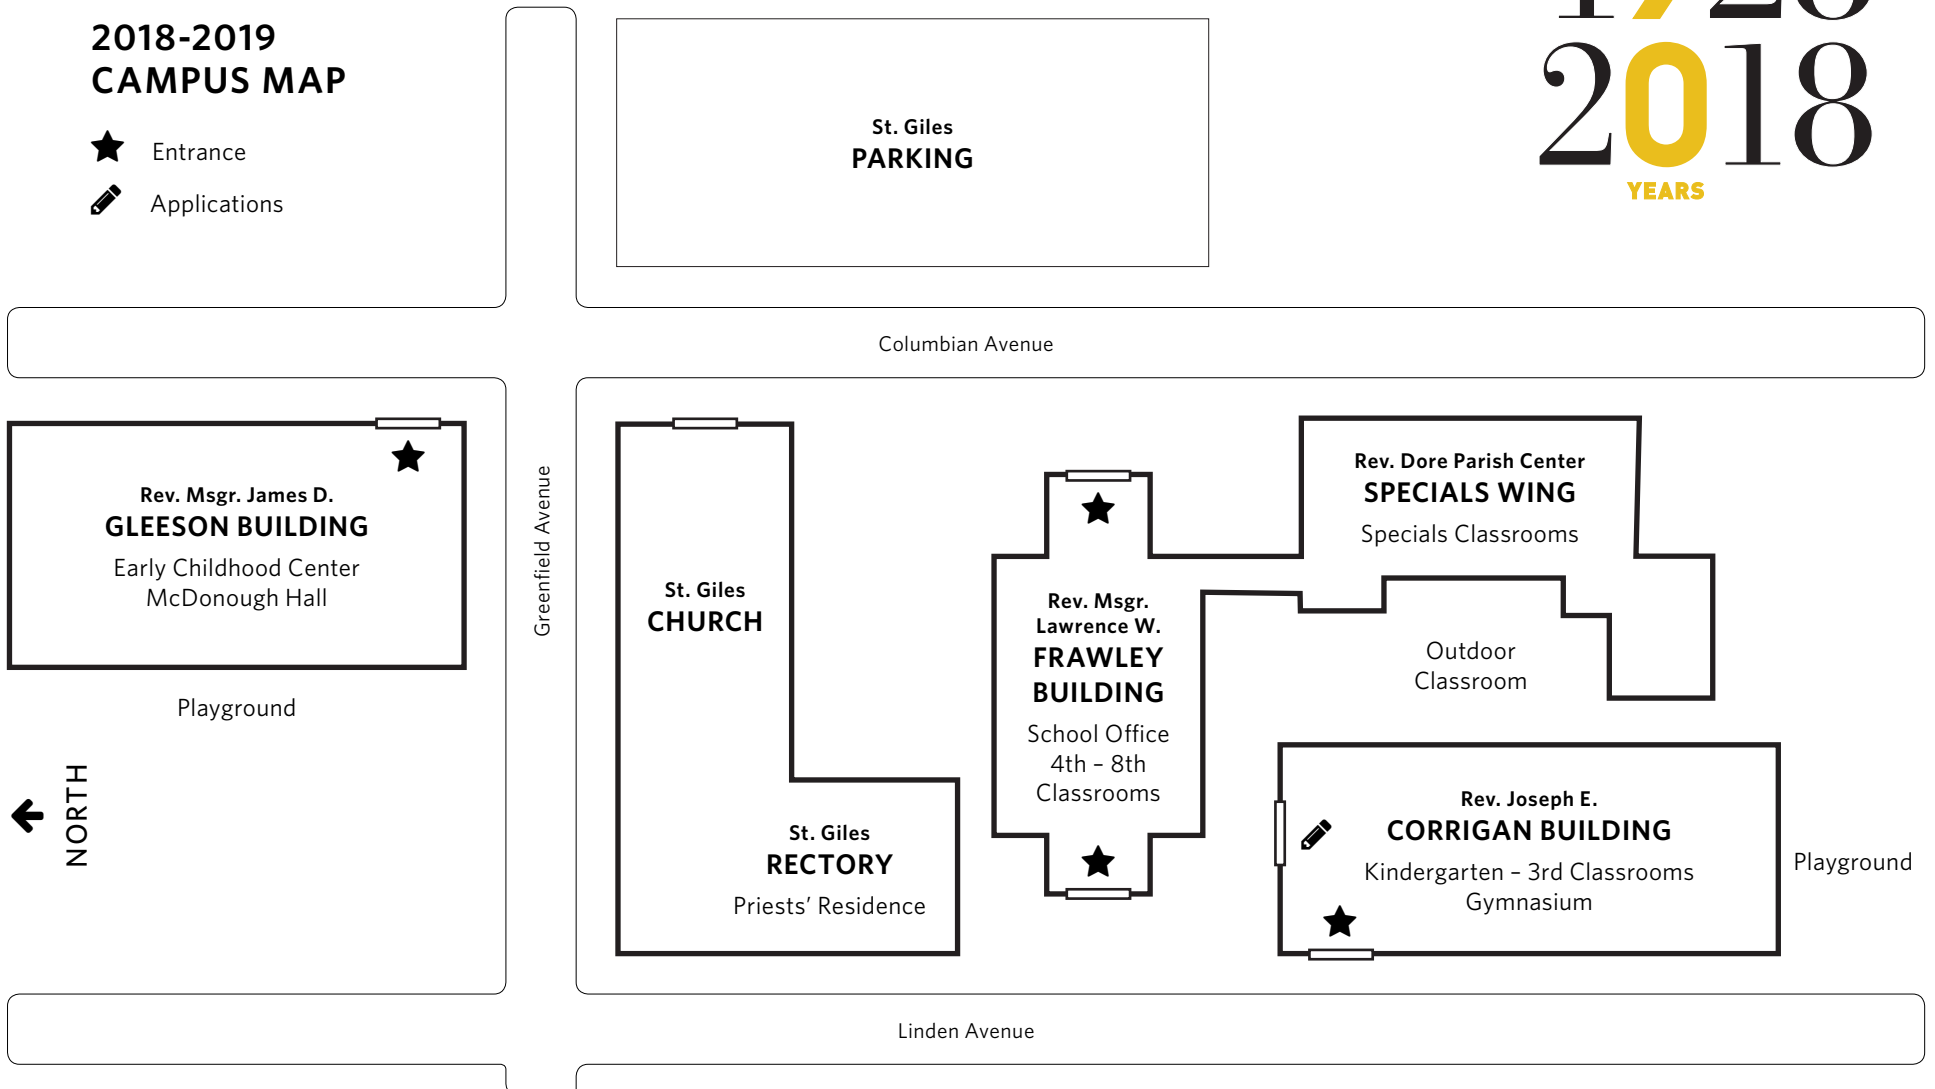 2018-2019
CAMPUS MAP
Entrance
Applications
St. Giles
PARKING
1928
2018
YEARS
Columbian Avenue
Rev. Msgr. James D.
GLEESON BUILDING
Early Childhood Center
McDonough Hall
Playground
NORTH
Greenfield Avenue
St. Giles
CHURCH
St. Giles
RECTORY
Priests’ Residence
Rev. Msgr.
Lawrence W.
FRAWLEY
BUILDING
School Office
4th – 8th
Classrooms
Rev. Dore Parish Center
SPECIALS WING
Specials Classrooms
Outdoor
Classroom
Rev. Joseph E.
CORRIGAN BUILDING
Kindergarten – 3rd Classrooms
Gymnasium
Playground
Linden Avenue